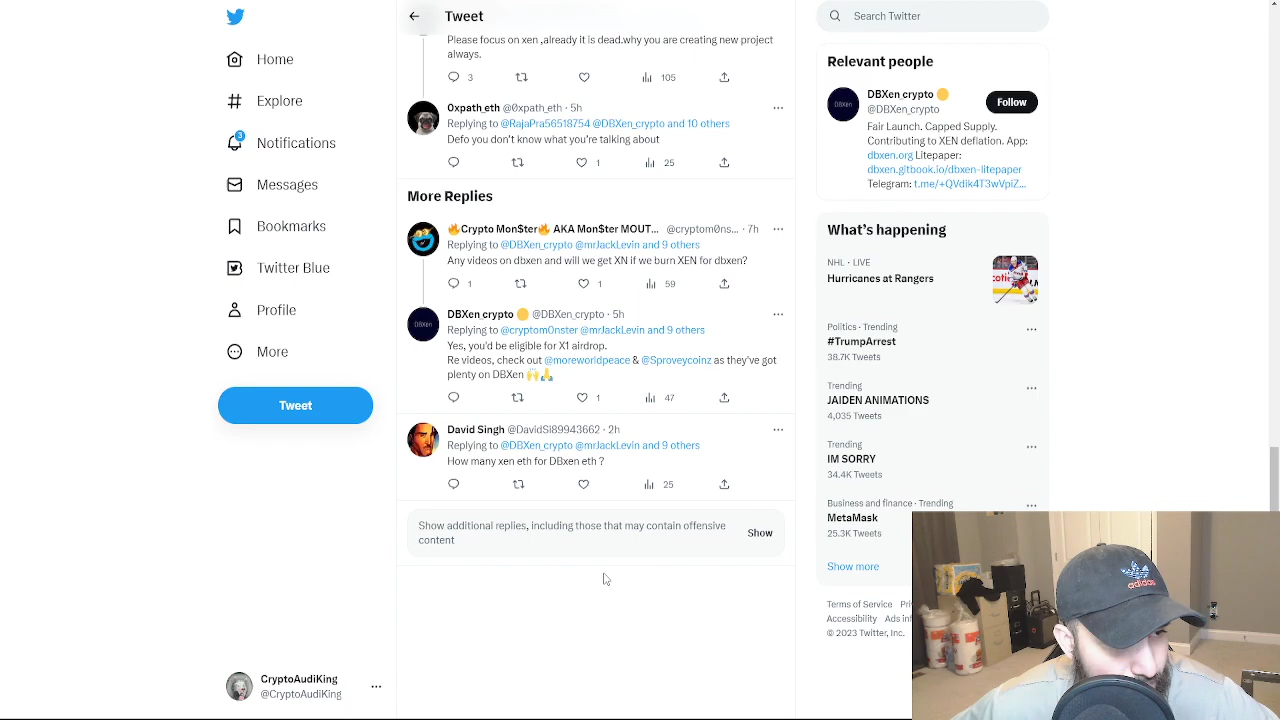 Home
Explore
3
Notifications
Messages
Bookmarks
Twitter Blue
Profile
More
Tweet
CryptoAudiKing
@CryptoAudiKing
Tweet
Please focus on xen ,already it is dead.why you are creating new project
always.
3 105
0xpath_eth @0xpath_eth · 5h
Replying to @RajaPra56518754 @DBXen_crypto and 10 others
Defo you don't know what you're talking about
1 25
More Replies
🔥Crypto Mon$ter🔥 AKA Mon$ter MOUT... @cryptom0ns... · 7h
Replying to @DBXen_crypto @mrJackLevin and 9 others
Any videos on dbxen and will we get XN if we burn XEN for dbxen?
1 1 59
DBXen
DBXen_crypto 🟡 @DBXen_crypto · 5h
Replying to @cryptom0nster @mrJackLevin and 9 others
Yes, you'd be eligible for X1 airdrop.
Re videos, check out @moreworldpeace & @Sproveycoinz as they've got
plenty on DBXen 🙌🙏
1 47
David Singh @DavidSi89943662 · 2h
Replying to @DBXen_crypto @mrJackLevin and 9 others
How many xen eth for DBxen eth ?
25
Show additional replies, including those that may contain offensive
content
Show
Search Twitter
Relevant people
DBXen
DBXen_crypto 🟡
@DBXen_crypto
Follow
Fair Launch. Capped Supply.
Contributing to XEN deflation. App:
dbxen.org Litepaper:
dbxen.gitbook.io/dbxen-litepaper
Telegram: t.me/+QVdik4T3wVpiZ...
What's happening
NHL · LIVE
Hurricanes at Rangers
Politics · Trending
#TrumpArrest
38.7K Tweets
Trending
JAIDEN ANIMATIONS
4,035 Tweets
Trending
IM SORRY
34.4K Tweets
Business and finance · Trending
MetaMask
25.3K Tweets
Show more
Terms of Service
Accessibility
© 2023 Twitter, Inc.
adidas